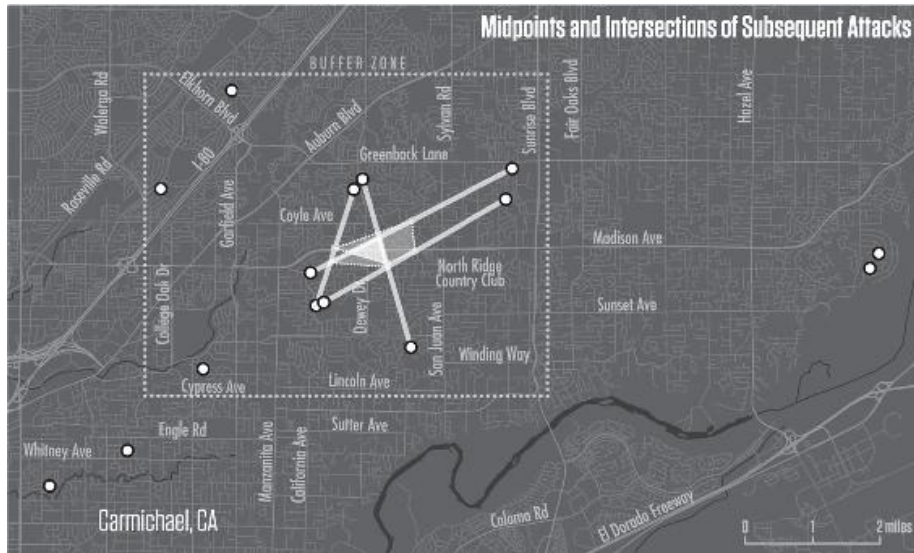 Midpoints and Intersections of Subsequent Attacks
BUFFER ZONE
Walerga Rd
Elkhorn Blvd
I-80
Auburn Blvd
Sylvan Rd
Sunrise Blvd
Fair Oaks Blvd
Hazel Ave
Roseville Rd
Greenback Lane
Garfield Ave
Coyle Ave
Madison Ave
College Oak Dr
Dewey Dr
North Ridge
Country Club
Sunset Ave
San Juan Ave
Winding Way
Cypress Ave
Lincoln Ave
Engle Rd
Sutter Ave
Whitney Ave
Manzanita Ave
California Ave
Carmichael, CA
Coloma Rd
El Dorado Freeway
0 1 2 miles